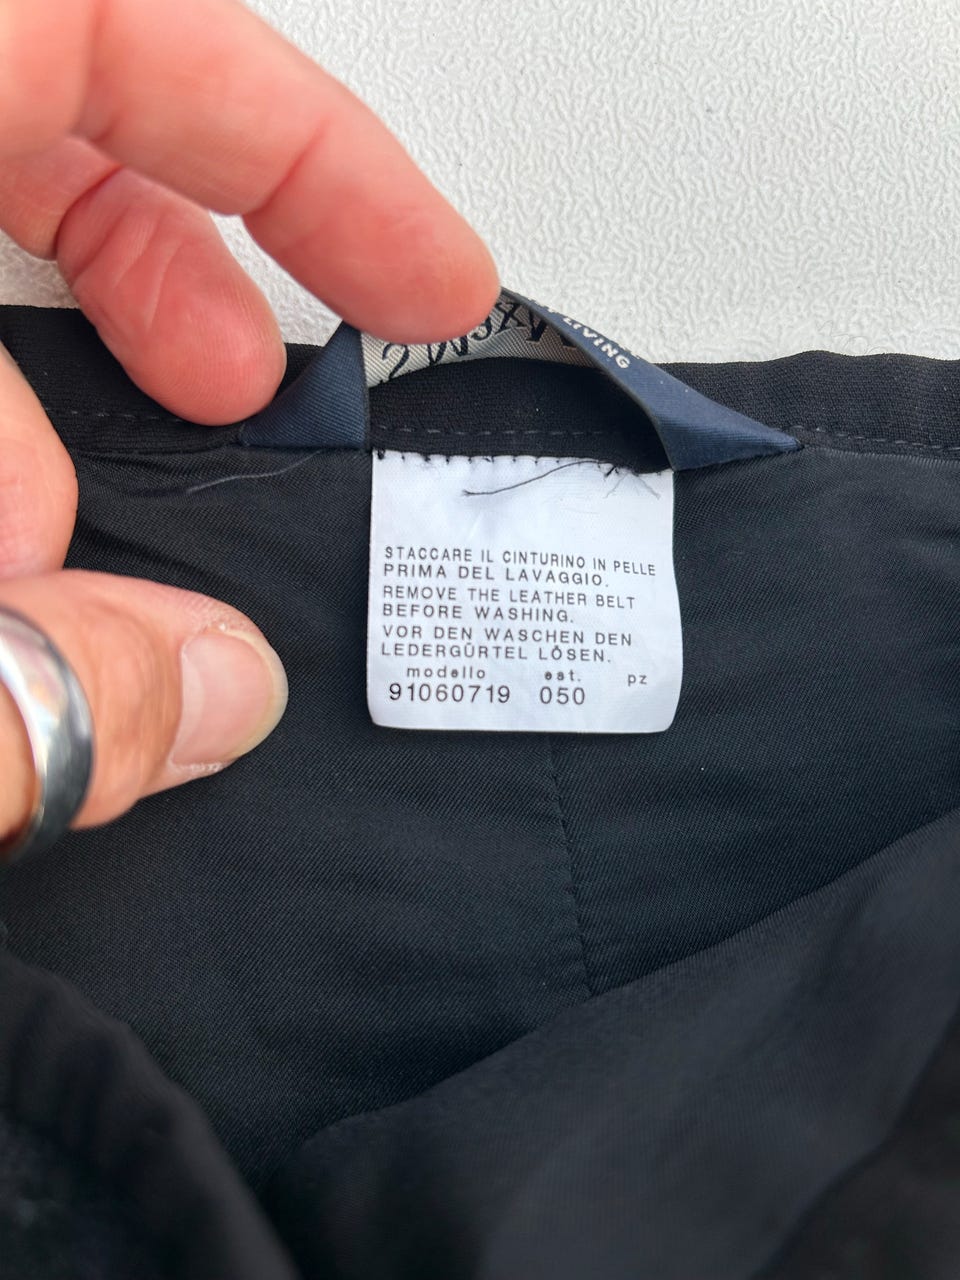 LIVING
STACCARE IL CINTURINO IN PELLE
PRIMA DEL LAVAGGIO.
REMOVE THE LEATHER BELT
BEFORE WASHING.
VOR DEN WASCHEN DEN
LEDERGÜRTEL LÖSEN.
modello est. pz
91060719 050